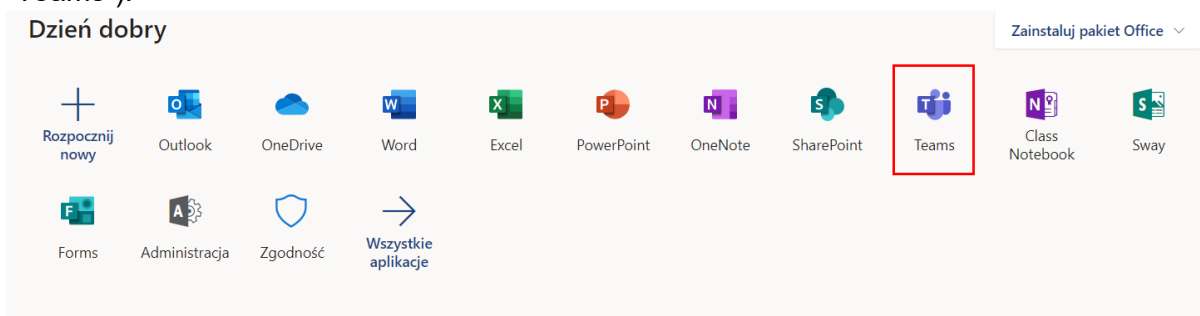 Teams ).
Dzień dobry
Zainstaluj pakiet Office
Rozpocznij nowy
Outlook
OneDrive
Word
Excel
PowerPoint
OneNote
SharePoint
Teams
Class Notebook
Sway
Forms
Administracja
Zgodność
Wszystkie aplikacje